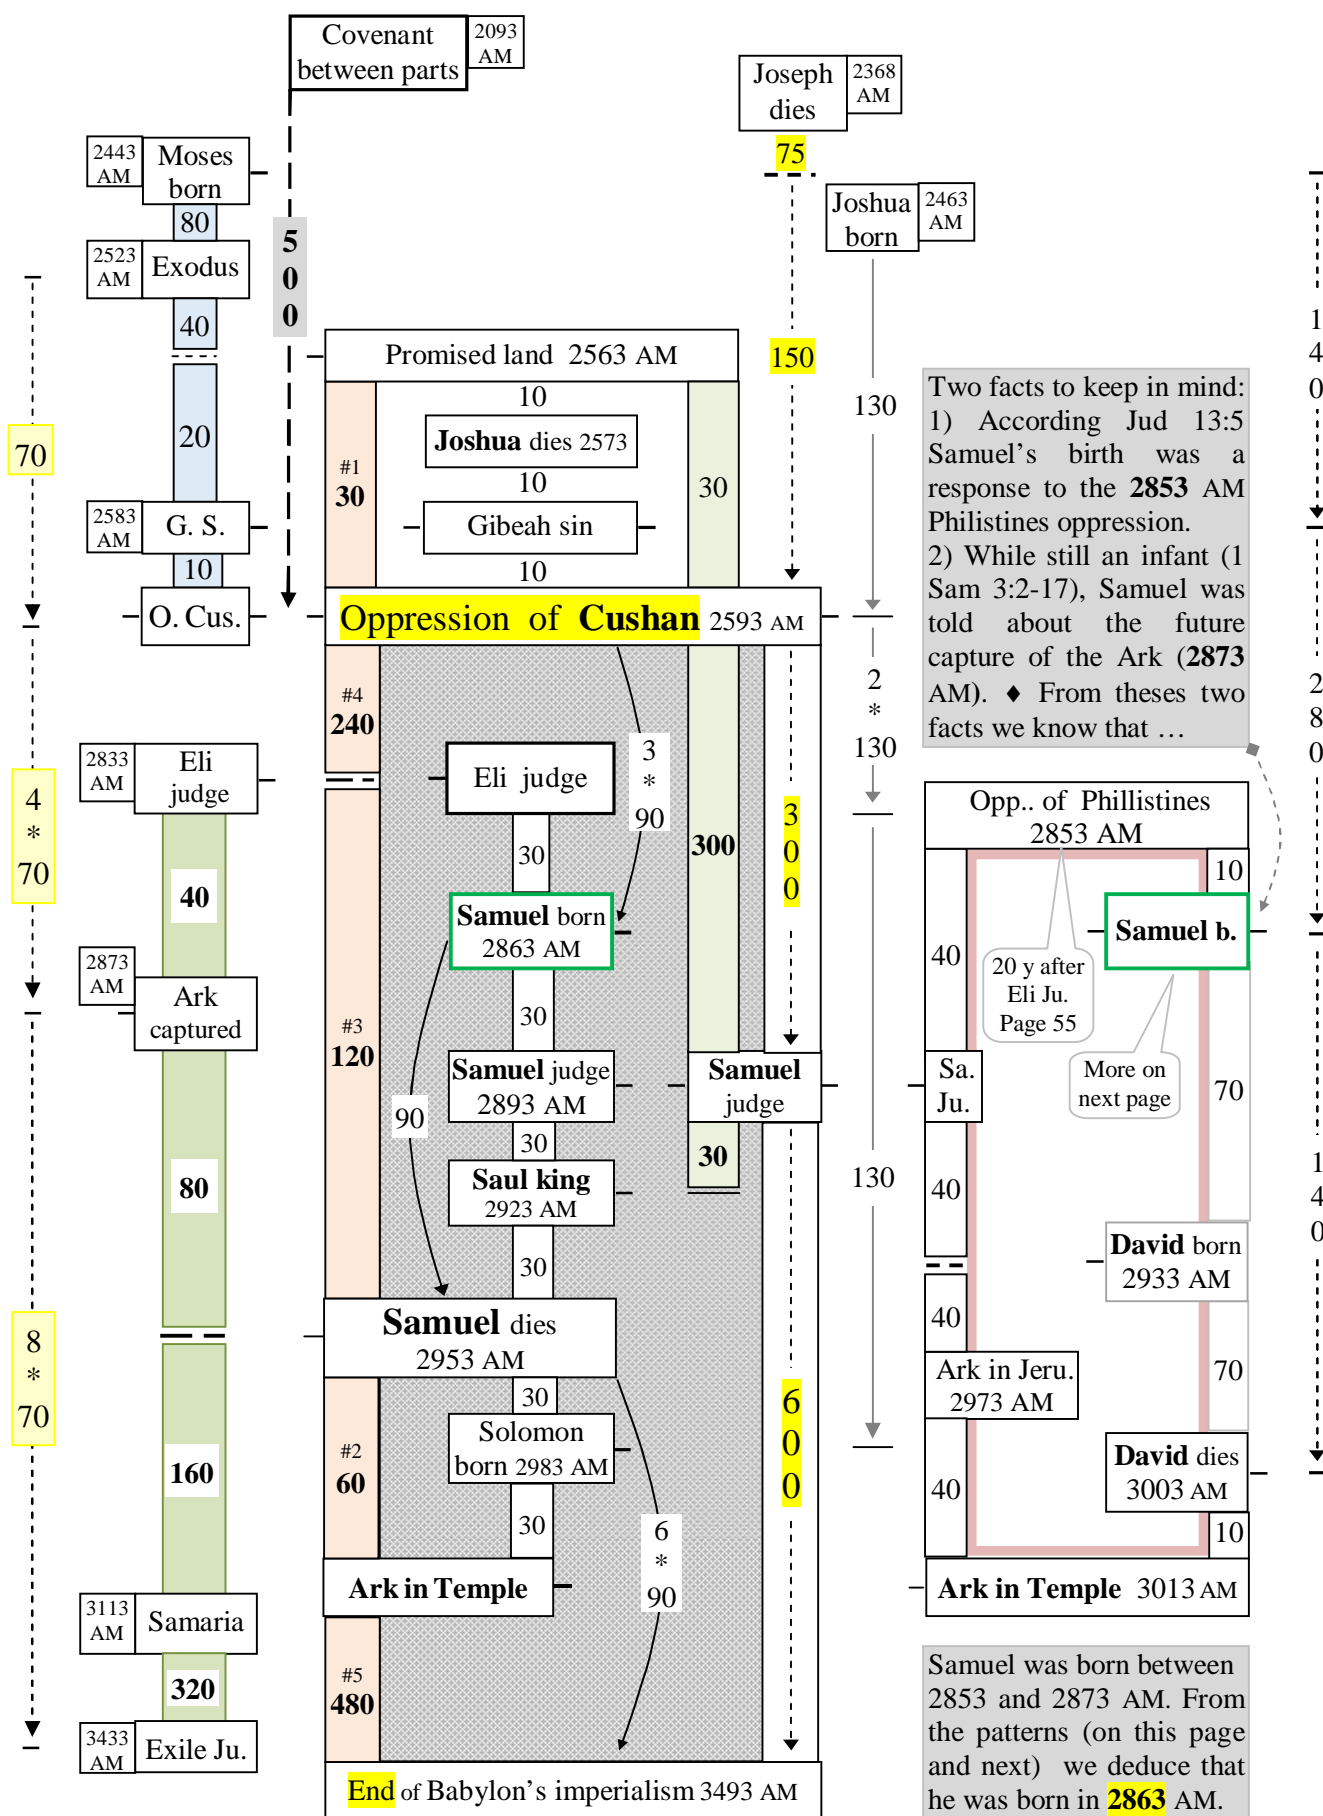 Covenant
between parts
2093
AM
Joseph
dies
2368
AM
75
2443
AM
Moses
born
80
Joshua
born
2463
AM
2523
AM
Exodus
5
0
0
40
Promised land 2563 AM
150
1
4
0
70
20
10
Joshua dies 2573
#1
30
10
30
130
Two facts to keep in mind:
1) According Jud 13:5
Samuel’s birth was a
response to the 2853 AM
Philistines oppression.
2) While still an infant (1
Sam 3:2-17), Samuel was
told about the future
capture of the Ark (2873
AM). ♦ From theses two
facts we know that …
2583
AM
G. S.
Gibeah sin
10
10
O. Cus.
Oppression of Cushan 2593 AM
#4
240
2
*
130
2
8
0
2833
AM
Eli
judge
Eli judge
3
*
90
4
*
70
3
0
0
Opp.. of Phillistines
2853 AM
40
30
300
10
Samuel born
2863 AM
Samuel b.
40
20 y after
Eli Ju.
Page 55
2873
AM
Ark
captured
#3
120
30
Samuel judge
2893 AM
Samuel
judge
Sa.
Ju.
More on
next page
70
90
30
30
80
Saul king
2923 AM
130
40
1
4
0
30
David born
2933 AM
Samuel dies
2953 AM
40
8
*
70
30
Ark in Jeru.
2973 AM
70
6
0
0
160
#2
60
Solomon
born 2983 AM
David dies
3003 AM
40
30
6
*
90
10
Ark in Temple
Ark in Temple 3013 AM
3113
AM
Samaria
320
#5
480
3433
AM
Exile Ju.
End of Babylon’s imperialism 3493 AM
Samuel was born between
2853 and 2873 AM. From
the patterns (on this page
and next) we deduce that
he was born in 2863 AM.